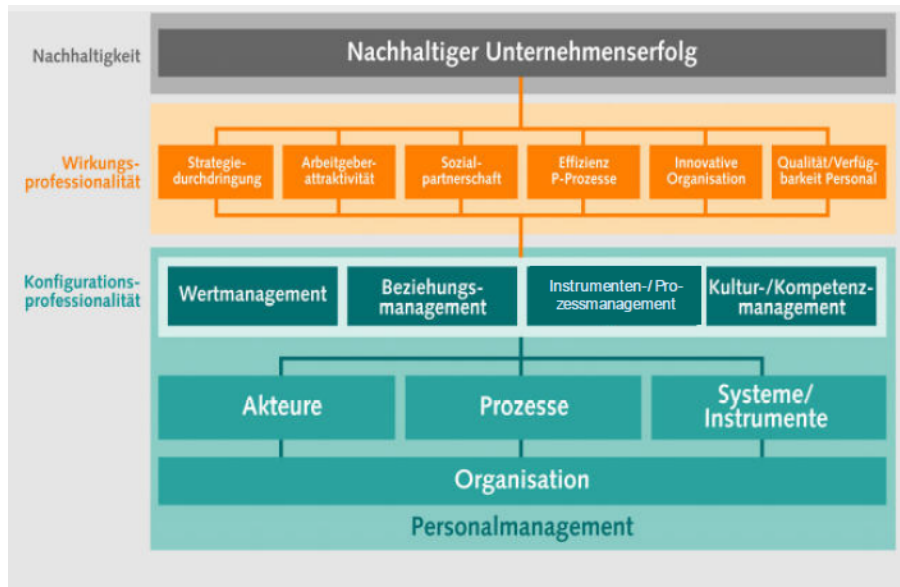 Nachhaltigkeit
Nachhaltiger Unternehmenserfolg
Wirkungs-
professionalität
Strategie-
durchdringung
Arbeitgeber-
attraktivität
Sozial-
partnerschaft
Effizienz
P-Prozesse
Innovative
Organisation
Qualität/Verfüg-
barkeit Personal
Konfigurations-
professionalität
Wertmanagement
Beziehungs-
management
Instrumenten-/ Pro-
zessmanagement
Kultur-/Kompetenz-
management
Akteure
Prozesse
Systeme/
Instrumente
Organisation
Personalmanagement